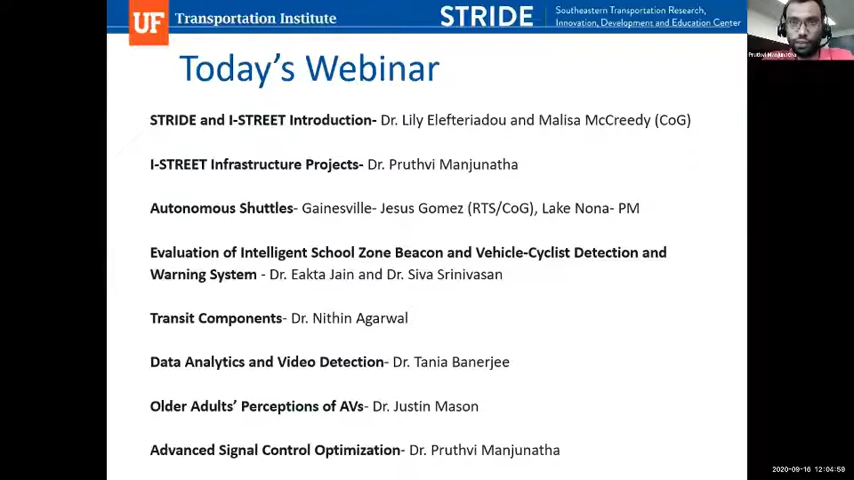 UF Transportation Institute
STRIDE Southeastern Transportation Research,
Innovation, Development and Education Center
Pruthvi Manjunatha
Today's Webinar
STRIDE and I-STREET Introduction- Dr. Lily Elefteriadou and Malisa McCreedy (CoG)
I-STREET Infrastructure Projects- Dr. Pruthvi Manjunatha
Autonomous Shuttles- Gainesville- Jesus Gomez (RTS/CoG), Lake Nona- PM
Evaluation of Intelligent School Zone Beacon and Vehicle-Cyclist Detection and
Warning System - Dr. Eakta Jain and Dr. Siva Srinivasan
Transit Components- Dr. Nithin Agarwal
Data Analytics and Video Detection- Dr. Tania Banerjee
Older Adults' Perceptions of AVs- Dr. Justin Mason
Advanced Signal Control Optimization- Dr. Pruthvi Manjunatha
2020-09-16 12:04:59